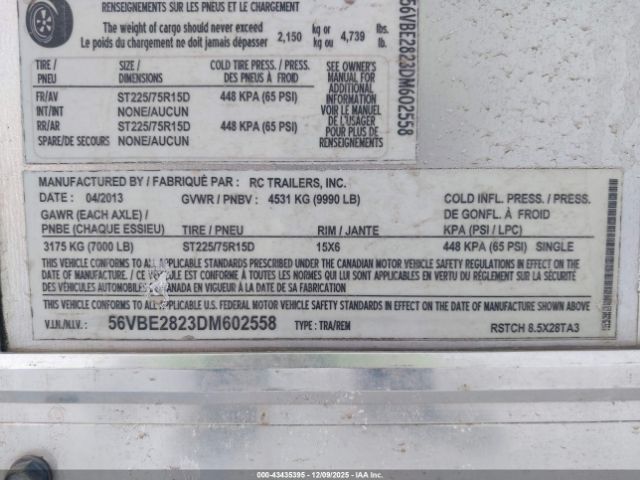 RENSEIGNEMENTS SUR LE PNEU ET LE CHARGEMENT
The weight of cargo should never exceed
Le poids du chargement ne doit jamais dépasser
2,150 kg or kg ou 4,739 lbs. lb.
TIRE / PNEU
SIZE / DIMENSIONS
COLD TIRE PRESS. / DES PNEUS À FROID
FR/AV ST225/75R15D 448 KPA (65 PSI)
INT/INT NONE/AUCUN
RR/AR ST225/75R15D 448 KPA (65 PSI)
SPARE/DE SECOURS NONE/AUCUN
SEE OWNER'S
MANUAL FOR
ADDITIONAL
INFORMATION
VOIR LE MANUEL
DE L'USAGER
POUR PLUS DE
RENSEIGNEMENTS
56VBE2823DM602558
MANUFACTURED BY / FABRIQUÉ PAR : RC TRAILERS, INC.
DATE : 04/2013 GVWR / PNBV : 4531 KG (9990 LB)
COLD INFL. PRESS. / PRESS.
DE GONFL. À FROID
KPA (PSI / LPC)
GAWR (EACH AXLE) /
PNBE (CHAQUE ESSIEU) TIRE / PNEU RIM / JANTE
3175 KG (7000 LB) ST225/75R15D 15X6 448 KPA (65 PSI) SINGLE
THIS VEHICLE CONFORMS TO ALL APPLICABLE STANDARDS PRESCRIBED UNDER THE CANADIAN MOTOR VEHICLE SAFETY REGULATIONS IN EFFECT ON THE
DATE OF MANUFACTURE. / CE VÉHICULE EST CONFORME À TOUTES LES NORMES QUI LUI SONT APPLICABLES EN VERTU DU RÈGLEMENT SUR LA SÉCURITÉ
DES VÉHICULES AUTOMOBILES DU CANADA EN VIGUEUR À LA DATE DE SA FABRICATION.
THIS VEHICLE CONFORMS TO ALL APPLICABLE U.S. FEDERAL MOTOR VEHICLE SAFETY STANDARDS IN EFFECT ON THE DATE OF MANUFACTURE SHOWN ABOVE.
V.I.N./N.I.V.: 56VBE2823DM602558 TYPE : TRA/REM RSTCH 8.5X28TA3
000-43435395 - 12/09/2025 - IAA Inc.